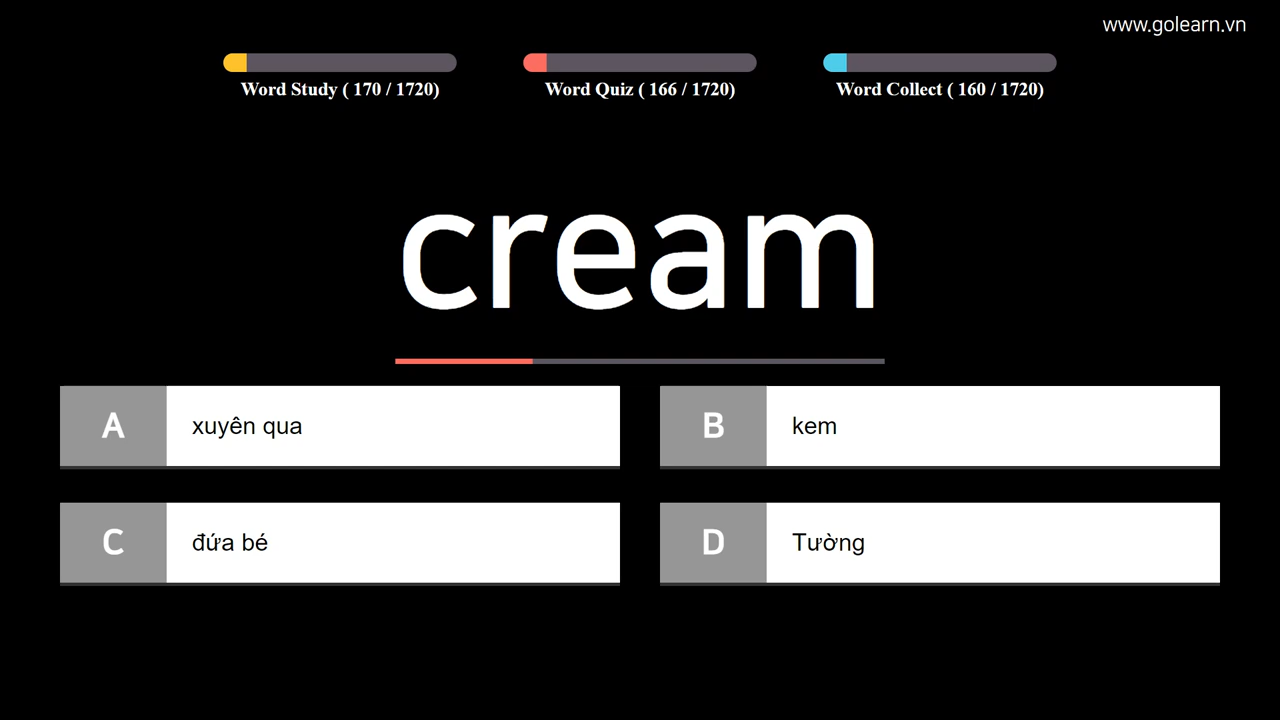 www.golearn.vn
Word Study ( 170 / 1720)
Word Quiz ( 166 / 1720)
Word Collect ( 160 / 1720)
cream
A xuyên qua
B kem
C đứa bé
D Tường